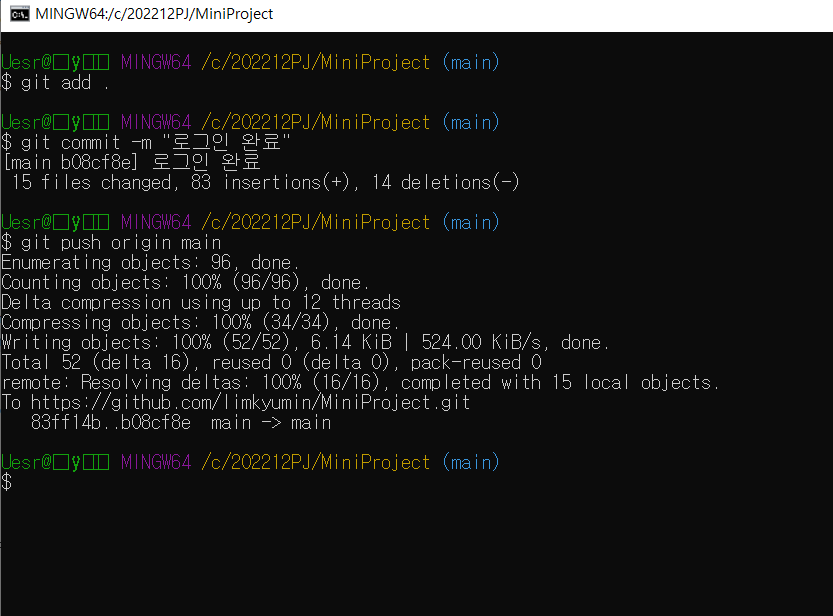 MINGW64:/c/202212PJ/MiniProject
MINGW64 /c/202212PJ/MiniProject (main)
$ git add .
MINGW64 /c/202212PJ/MiniProject (main)
$ git commit -m "로그인 완료"
[main b08cf8e] 로그인 완료
15 files changed, 83 insertions(+), 14 deletions(-)
MINGW64 /c/202212PJ/MiniProject (main)
$ git push origin main
Enumerating objects: 96, done.
Counting objects: 100% (96/96), done.
Delta compression using up to 12 threads
Compressing objects: 100% (34/34), done.
Writing objects: 100% (52/52), 6.14 KiB | 524.00 KiB/s, done.
Total 52 (delta 16), reused 0 (delta 0), pack-reused 0
remote: Resolving deltas: 100% (16/16), completed with 15 local objects.
To https://github.com/limkyumin/MiniProject.git
83ff14b..b08cf8e main -> main
MINGW64 /c/202212PJ/MiniProject (main)
$